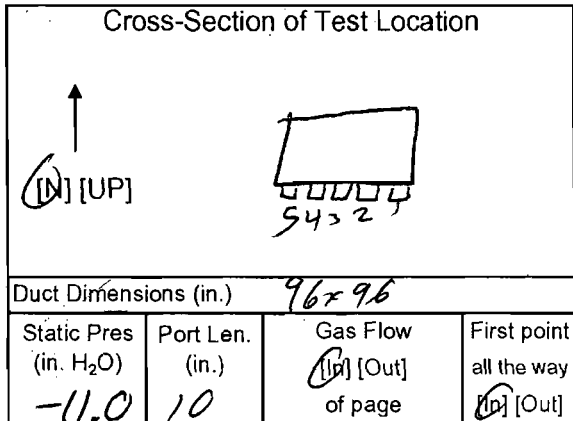 Cross-Section of Test Location
[N] [UP]
5 4 3 2 1
Duct Dimensions (in.) 96 x 96
Static Pres Port Len. Gas Flow First point
(in. H₂O) (in.) [In] [Out] all the way
-11.0 10 of page [In] [Out]